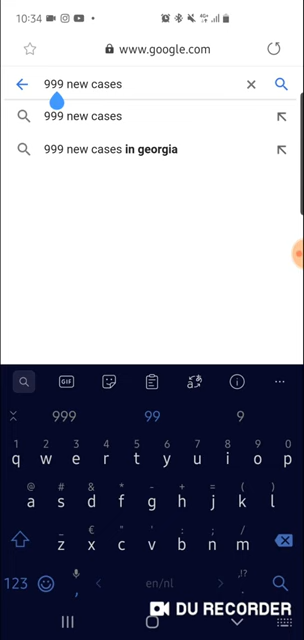 10:34
www.google.com
999 new cases
999 new cases
999 new cases in georgia
GIF
999 99 9
1 2 3 4 5 6 7 8 9 0
q w e r t y u i o p
@ # & * - + = ( )
a s d f g h j k l
_ € " ' : ; /
z x c v b n m
123 , < en/nl > ,!? .
DU RECORDER